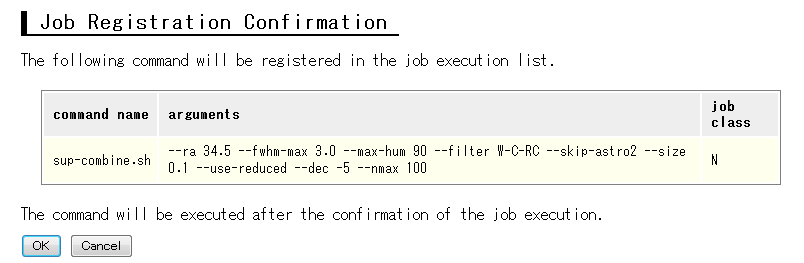 Job Registration Confirmation
The following command will be registered in the job execution list.
command name arguments job class
sup-combine.sh --ra 34.5 --fwhm-max 3.0 --max-hum 90 --filter W-C-RC --skip-astro2 --size 0.1 --use-reduced --dec -5 --nmax 100 N
The command will be executed after the confirmation of the job execution.
OK Cancel